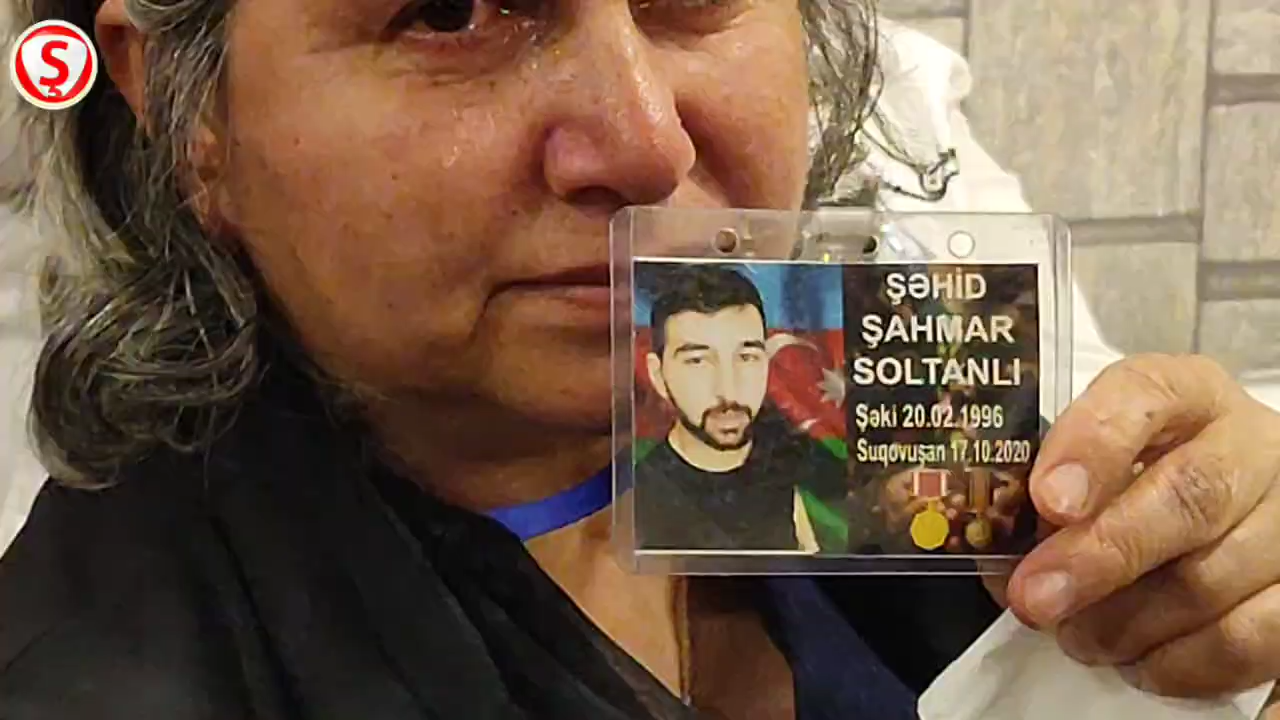 Ş
ŞƏHİD
ŞAHMAR
SOLTANLI
Şəki 20.02.1996
Suqovuşan 17.10.2020